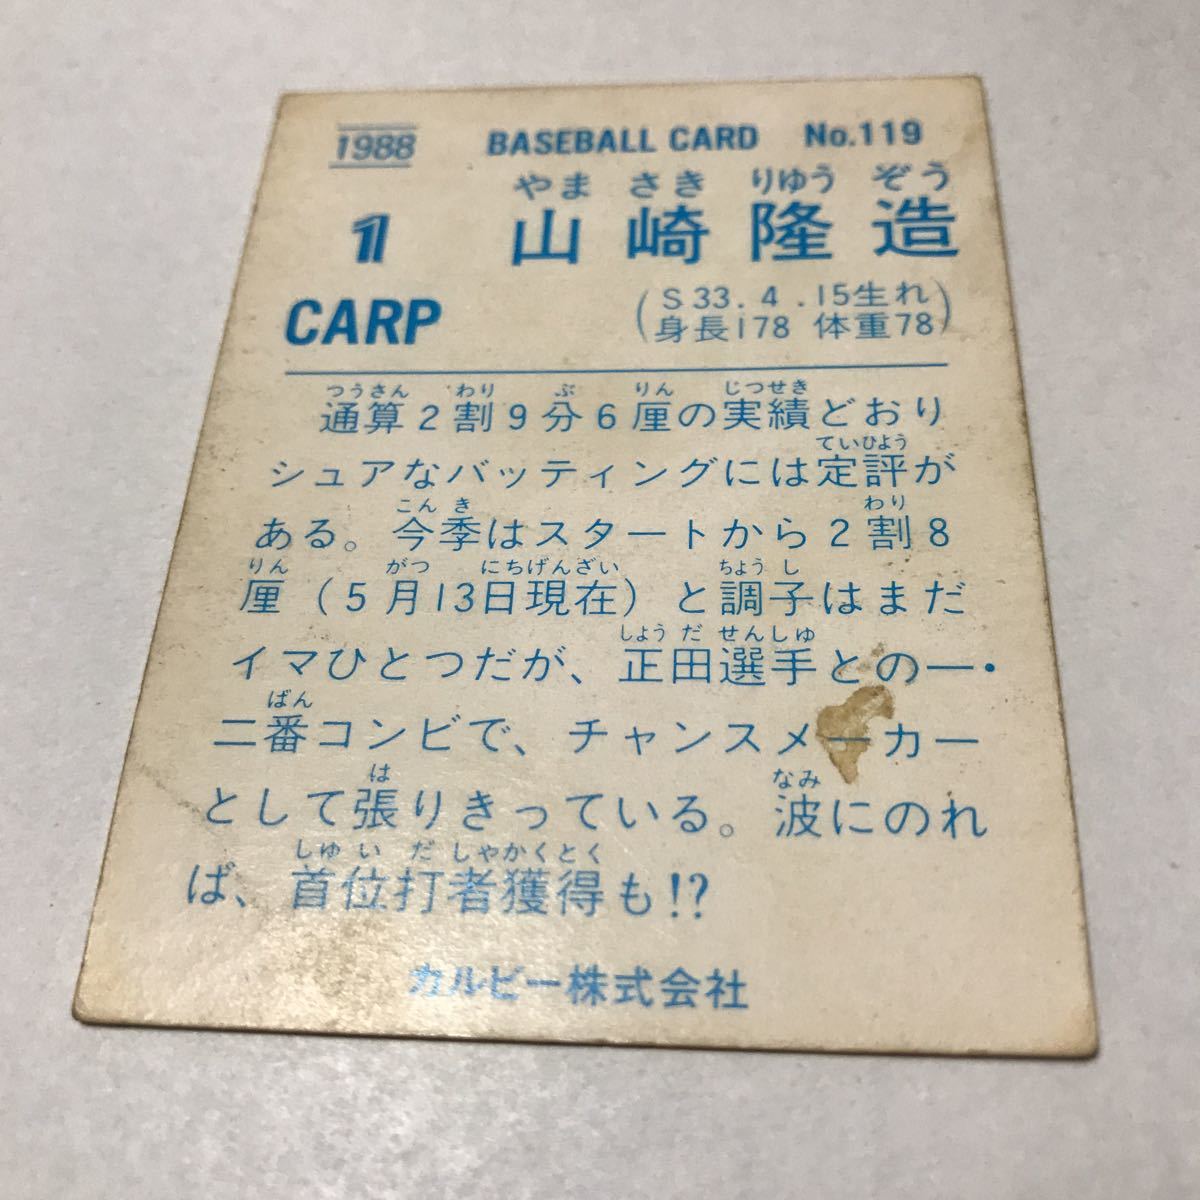 1988 BASEBALL CARD No.119
やま さき りゆう ぞう
1 山崎隆造
CARP
(S33.4.15生れ
身長178 体重78)
つうさん わり ぶ りん じつせき
通算2割9分6厘の実績どおり
ていひょう
シュアなバッティングには定評が
こん き わり
ある。今季はスタートから2割8
りん がつ にちげんざい ちょう し
厘(5月13日現在)と調子はまだ
しょう だ せんしゅ
イマひとつだが、正田選手との一・
ばん
二番コンビで、チャンスメーカー
は なみ
として張りきっている。波にのれ
しゆ い だ しゃかくとく
ば、首位打者獲得も!?
カルビー株式会社